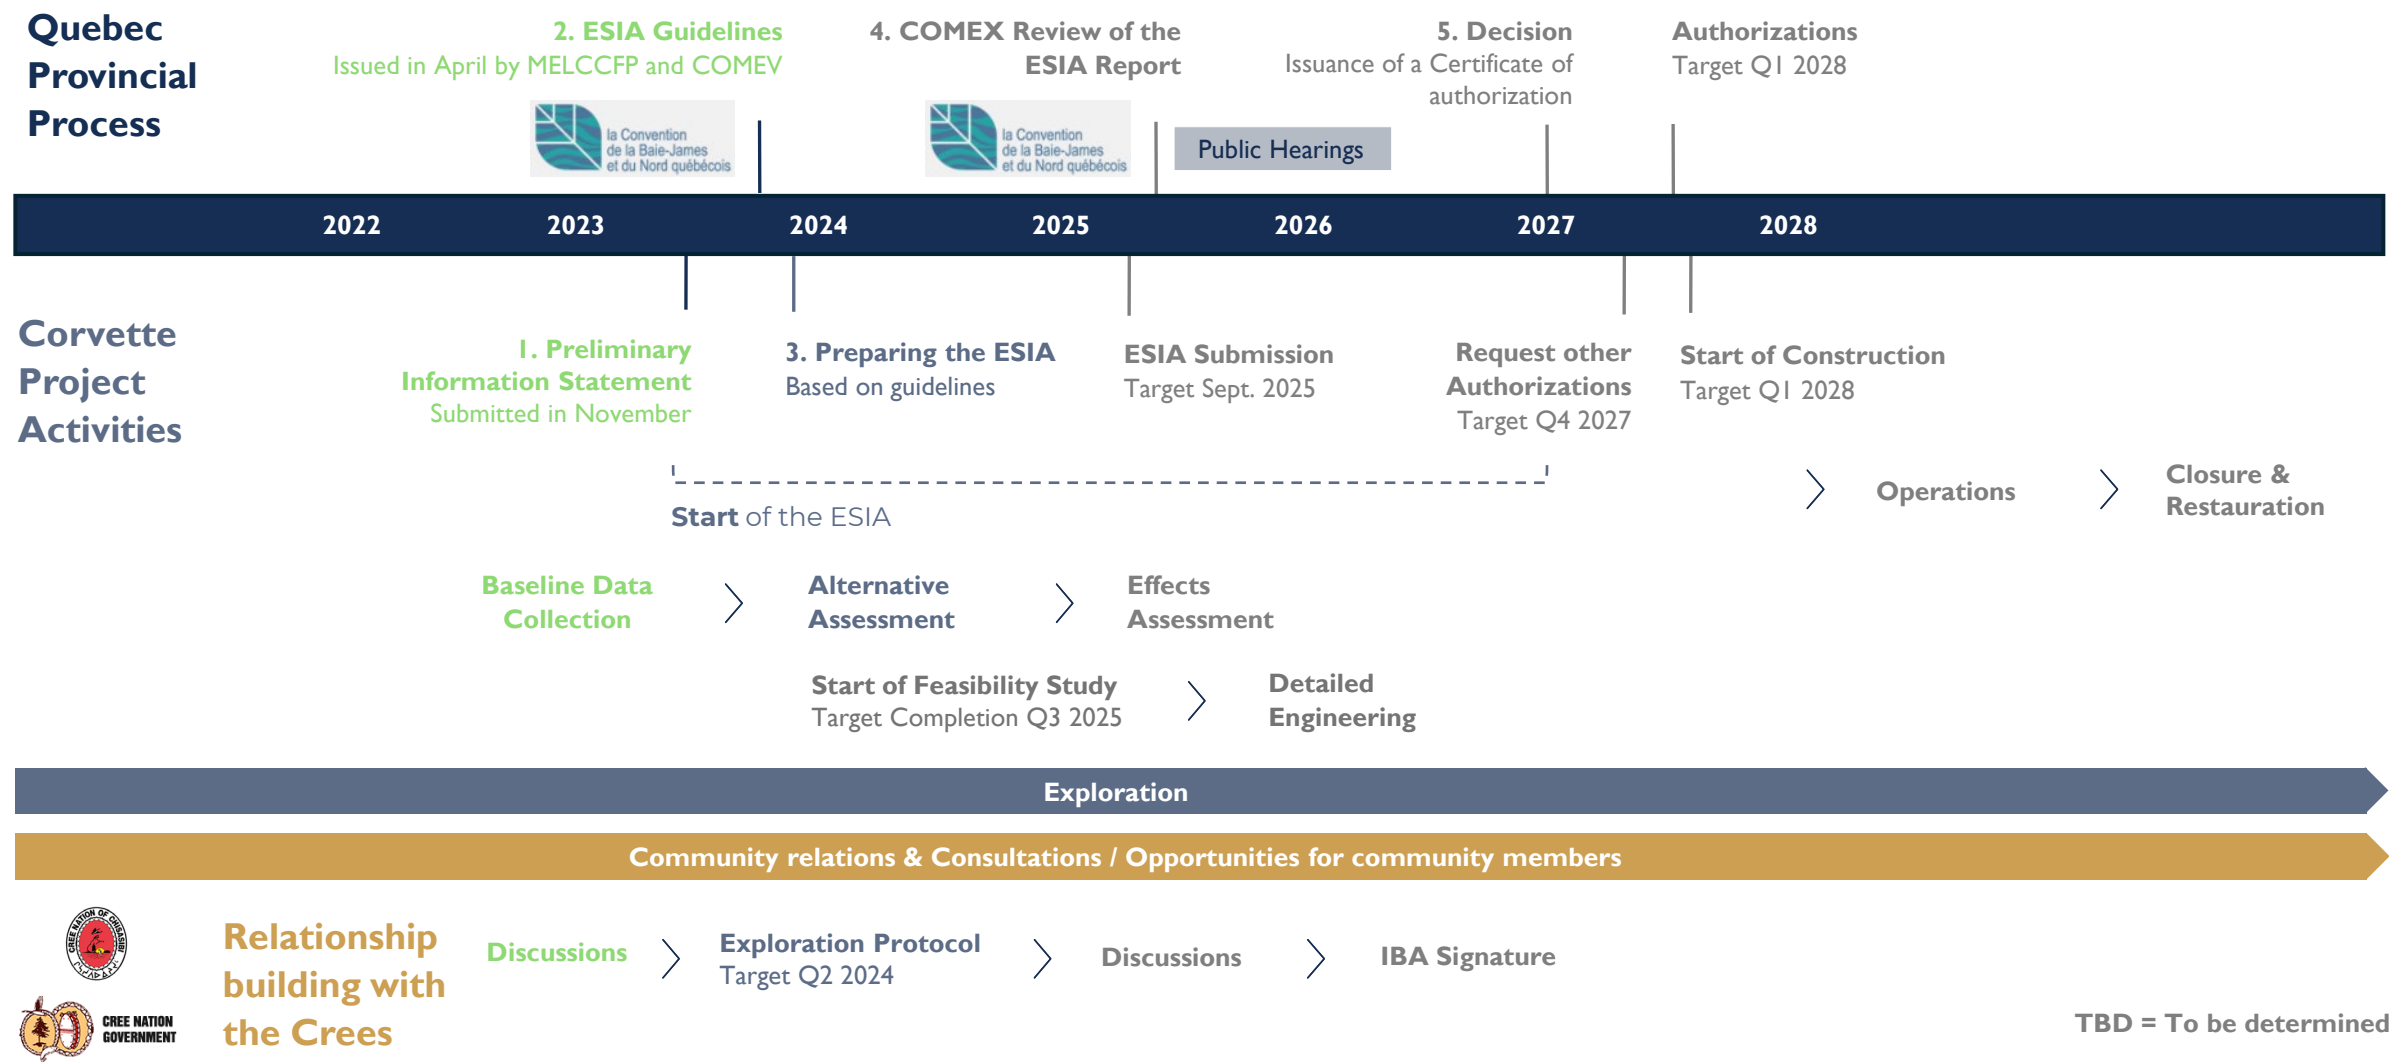 Quebec
Provincial
Process
2. ESIA Guidelines
Issued in April by MELCCFP and COMEV
4. COMEX Review of the
ESIA Report
5. Decision
Issuance of a Certificate of
authorization
Authorizations
Target Q1 2028
la Convention
de la Baie-James
et du Nord québécois
la Convention
de la Baie-James
et du Nord québécois
Public Hearings
2022 2023 2024 2025 2026 2027 2028
Corvette
Project
Activities
1. Preliminary
Information Statement
Submitted in November
3. Preparing the ESIA
Based on guidelines
ESIA Submission
Target Sept. 2025
Request other
Authorizations
Target Q4 2027
Start of Construction
Target Q1 2028
Start of the ESIA
Operations
Closure &
Restauration
Baseline Data
Collection
Alternative
Assessment
Effects
Assessment
Start of Feasibility Study
Target Completion Q3 2025
Detailed
Engineering
Exploration
Community relations & Consultations / Opportunities for community members
CREE NATION OF CHISASIBI
CREE NATION
GOVERNMENT
Relationship
building with
the Crees
Discussions
Exploration Protocol
Target Q2 2024
Discussions
IBA Signature
TBD = To be determined